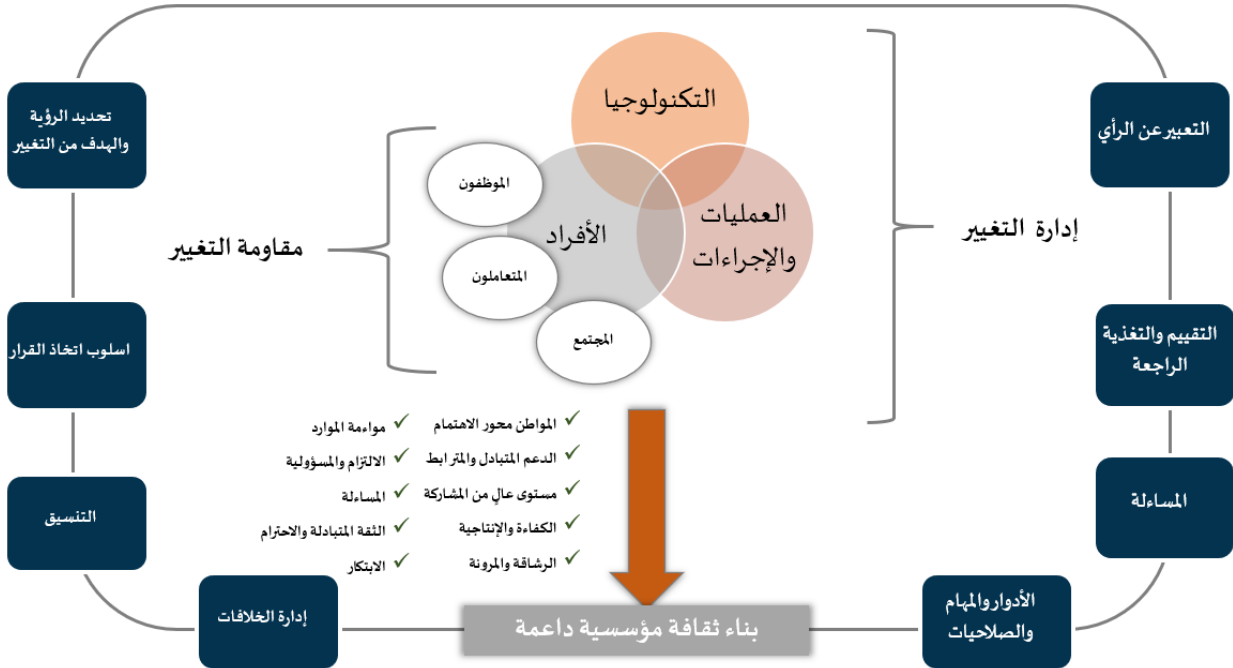 التكنولوجيا
العمليات
والإجراءات
الأفراد
الموظفون
المتعاملون
المجتمع
إدارة التغيير
مقاومة التغيير
التعبير عن الرأي
التقييم والتغذية
الراجعة
المساءلة
الأدوار والمهام
والصلاحيات
تحديد الرؤية
والهدف من التغيير
اسلوب اتخاذ القرار
التنسيق
إدارة الخلافات
✓ المواطن محور الاهتمام
✓ الدعم المتبادل والمترابط
✓ مستوى عالٍ من المشاركة
✓ الكفاءة والإنتاجية
✓ الرشاقة والمرونة
✓ مواءمة الموارد
✓ الالتزام والمسؤولية
✓ المساءلة
✓ الثقة المتبادلة والاحترام
✓ الابتكار
بناء ثقافة مؤسسية داعمة